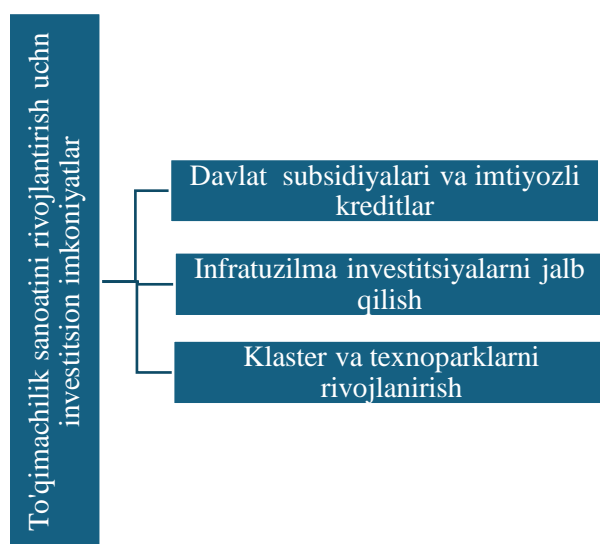 To'qimachilik sanoatini rivojlantirish uchn
investitsion imkoniyatlar
Davlat subsidiyalari va imtiyozli
kreditlar
Infratuzilma investitsiyalarni jalb
qilish
Klaster va texnoparklarni
rivojlanirish